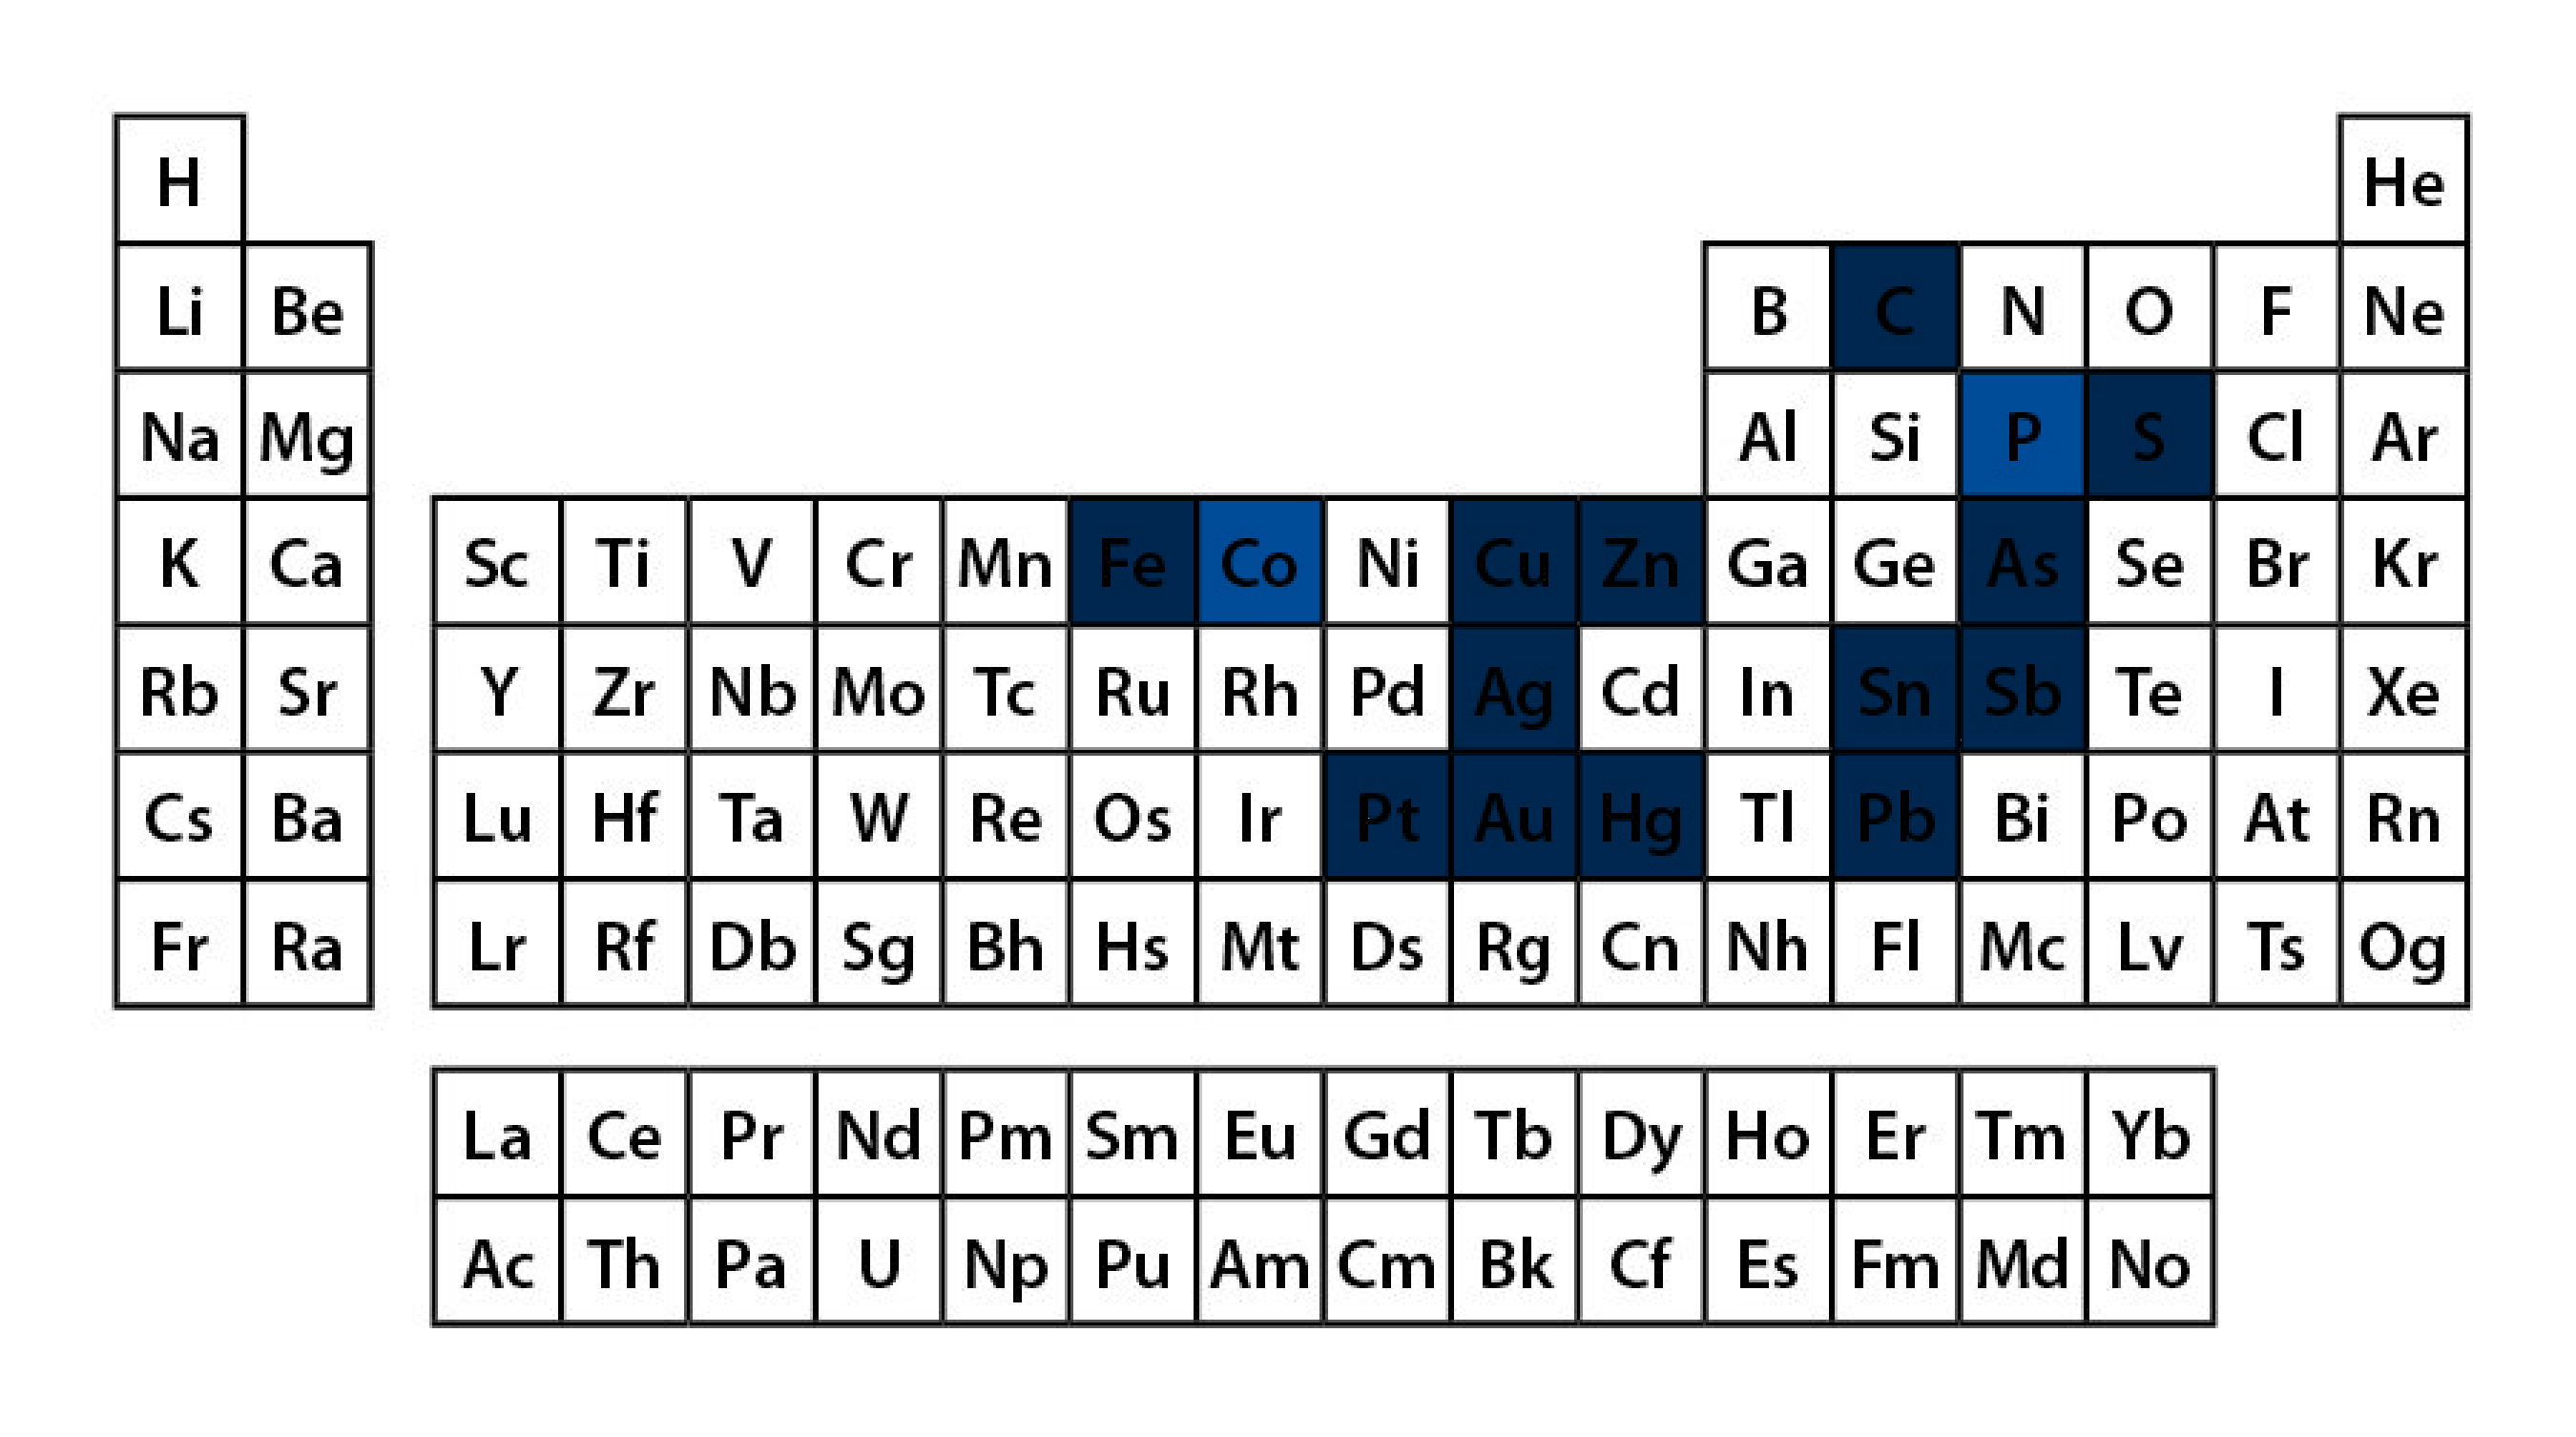 H He
Li Be B C N O F Ne
Na Mg Al Si P S Cl Ar
K Ca Sc Ti V Cr Mn Fe Co Ni Cu Zn Ga Ge As Se Br Kr
Rb Sr Y Zr Nb Mo Tc Ru Rh Pd Ag Cd In Sn Sb Te I Xe
Cs Ba Lu Hf Ta W Re Os Ir Pt Au Hg Tl Pb Bi Po At Rn
Fr Ra Lr Rf Db Sg Bh Hs Mt Ds Rg Cn Nh Fl Mc Lv Ts Og
La Ce Pr Nd Pm Sm Eu Gd Tb Dy Ho Er Tm Yb
Ac Th Pa U Np Pu Am Cm Bk Cf Es Fm Md No